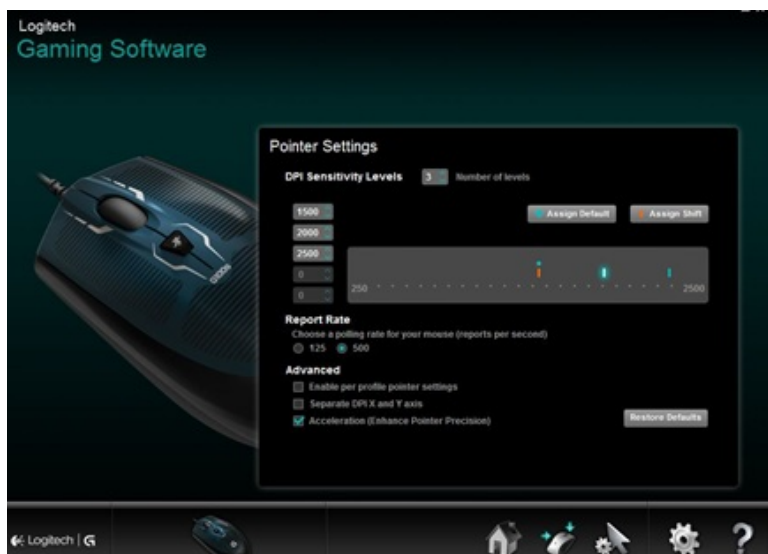 Logitech
Gaming Software
Pointer Settings
DPI Sensitivity Levels 3 Number of levels
1500 Assign Default Assign Shift
2000
2500
0
0
250 2500
Report Rate
Choose a polling rate for your mouse (reports per second)
125 500
Advanced
Enable per profile pointer settings
Separate DPI X and Y axis
Acceleration (Enhance Pointer Precision)
Restore Defaults
Logitech | G
?